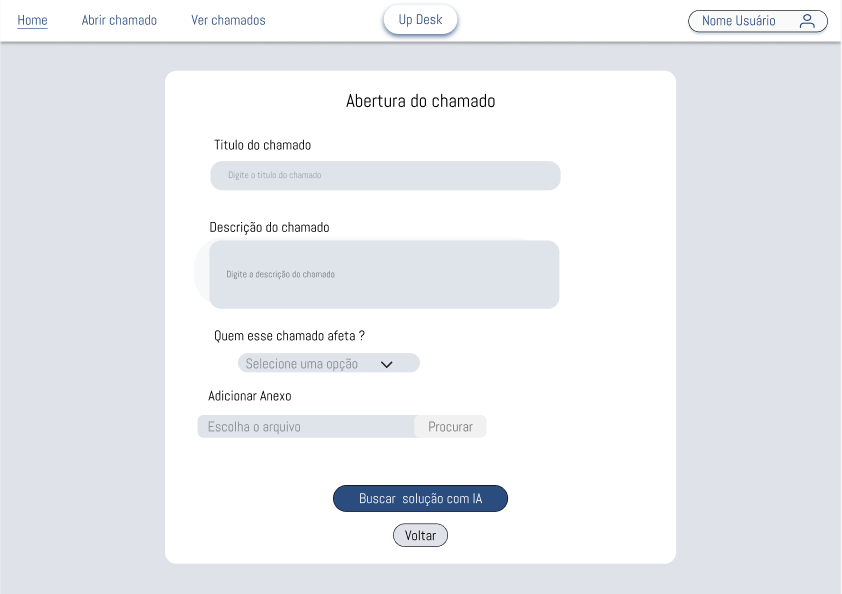 Home Abrir chamado Ver chamados Up Desk Nome Usuário
Abertura do chamado
Titulo do chamado
Digite o titulo do chamado
Descrição do chamado
Digite a descrição do chamado
Quem esse chamado afeta ?
Selecione uma opção
Adicionar Anexo
Escolha o arquivo Procurar
Buscar solução com IA
Voltar